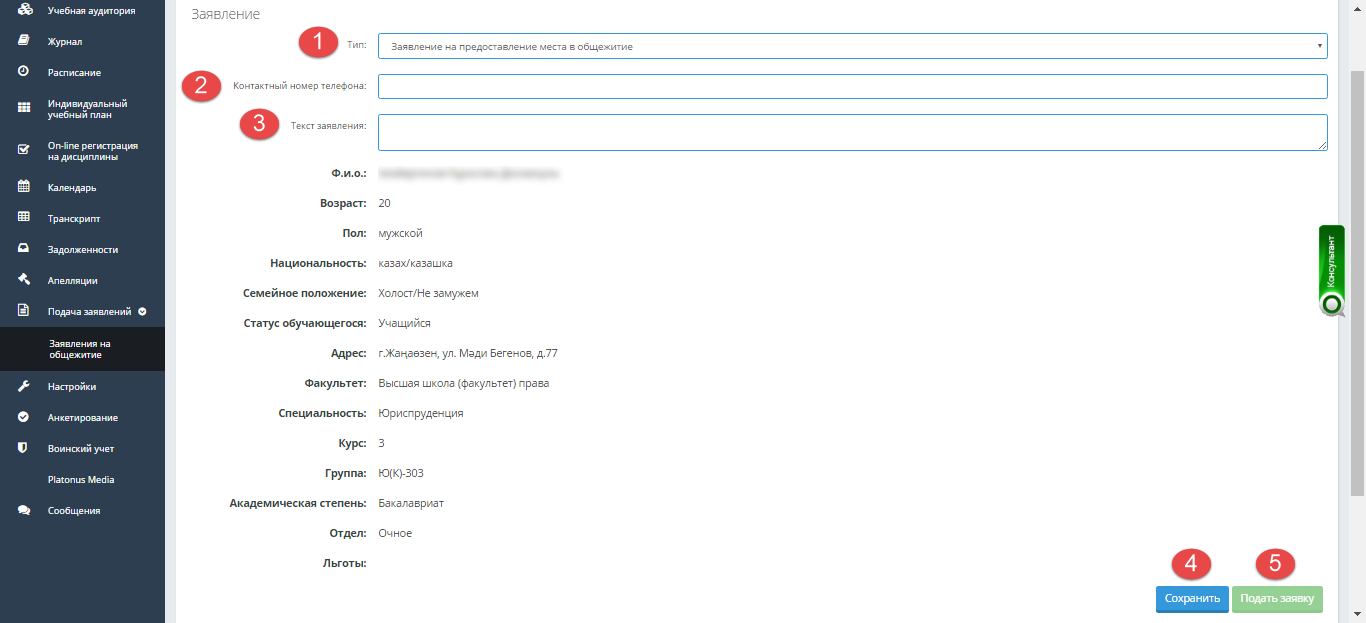 Учебная аудитория
Журнал
Расписание
Индивидуальный
учебный план
On-line регистрация
на дисциплины
Календарь
Транскрипт
Задолженности
Апелляции
Подача заявлений
Заявления на
общежитие
Настройки
Анкетирование
Воинский учет
Platonus Media
Сообщения
Заявление
1 Тип: Заявление на предоставление места в общежитие
2 Контактный номер телефона:
3 Текст заявления:
Ф.и.о.:
Возраст: 20
Пол: мужской
Национальность: казах/казашка
Семейное положение: Холост/Не замужем
Статус обучающегося: Учащийся
Адрес: г.Жаңаөзен, ул. Мәди Бегенов, д.77
Факультет: Высшая школа (факультет) права
Специальность: Юриспруденция
Курс: 3
Группа: Ю(К)-303
Академическая степень: Бакалавриат
Отдел: Очное
Льготы:
4 5
Сохранить Подать заявку
Консультант